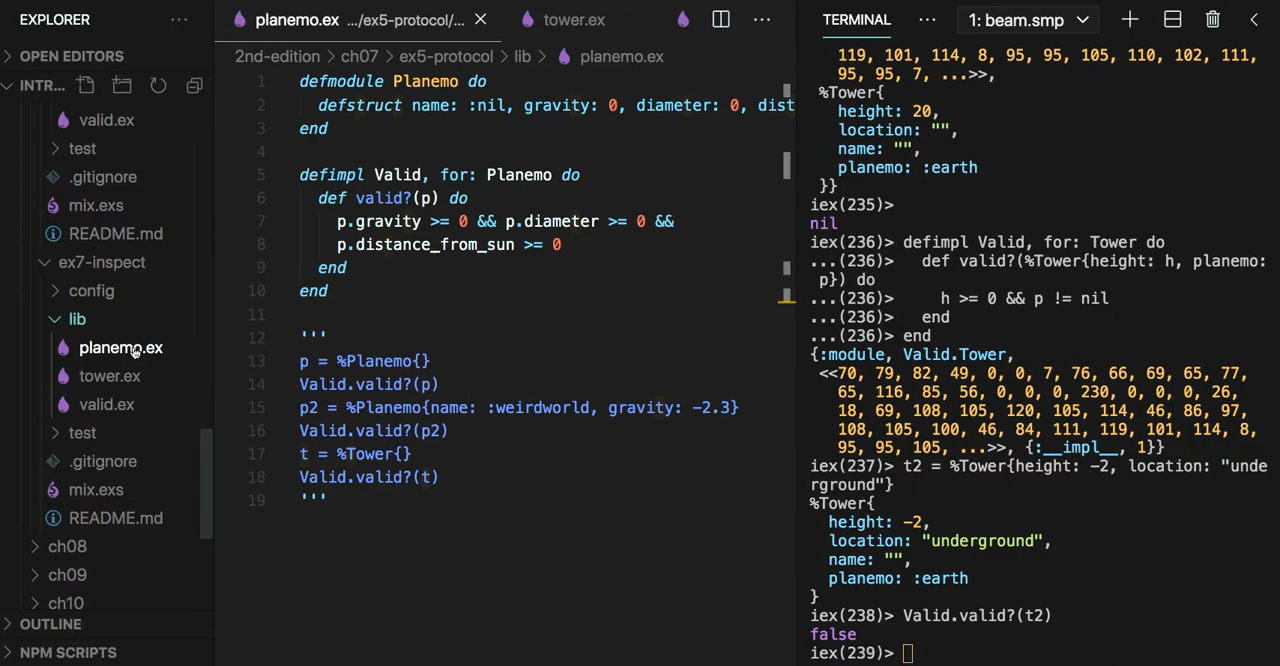 EXPLORER
OPEN EDITORS
INTR...
valid.ex
test
.gitignore
mix.exs
README.md
ex7-inspect
config
lib
planemo.ex
tower.ex
valid.ex
test
.gitignore
mix.exs
README.md
ch08
ch09
ch10
OUTLINE
NPM SCRIPTS
planemo.ex .../ex5-protocol/...
tower.ex
2nd-edition > ch07 > ex5-protocol > lib > planemo.ex
1 defmodule Planemo do
2 defstruct name: :nil, gravity: 0, diameter: 0, dist
3 end
4
5 defimpl Valid, for: Planemo do
6 def valid?(p) do
7 p.gravity >= 0 && p.diameter >= 0 &&
8 p.distance_from_sun >= 0
9 end
10 end
11
12 '''
13 p = %Planemo{}
14 Valid.valid?(p)
15 p2 = %Planemo{name: :weirdworld, gravity: -2.3}
16 Valid.valid?(p2)
17 t = %Tower{}
18 Valid.valid?(t)
19 '''
TERMINAL
1: beam.smp
119, 101, 114, 8, 95, 95, 105, 110, 102, 111,
95, 95, 7, ...>>,
%Tower{
height: 20,
location: "",
name: "",
planemo: :earth
}}
iex(235)>
nil
iex(236)> defimpl Valid, for: Tower do
...(236)> def valid?(%Tower{height: h, planemo:
p}) do
...(236)> h >= 0 && p != nil
...(236)> end
...(236)> end
{:module, Valid.Tower,
<<70, 79, 82, 49, 0, 0, 7, 76, 66, 69, 65, 77,
65, 116, 85, 56, 0, 0, 0, 230, 0, 0, 0, 26,
18, 69, 108, 105, 120, 105, 114, 46, 86, 97,
108, 105, 100, 46, 84, 111, 119, 101, 114, 8,
95, 95, 105, ...>>, {:__impl__, 1}}
iex(237)> t2 = %Tower{height: -2, location: "unde
rground"}
%Tower{
height: -2,
location: "underground",
name: "",
planemo: :earth
}
iex(238)> Valid.valid?(t2)
false
iex(239)>